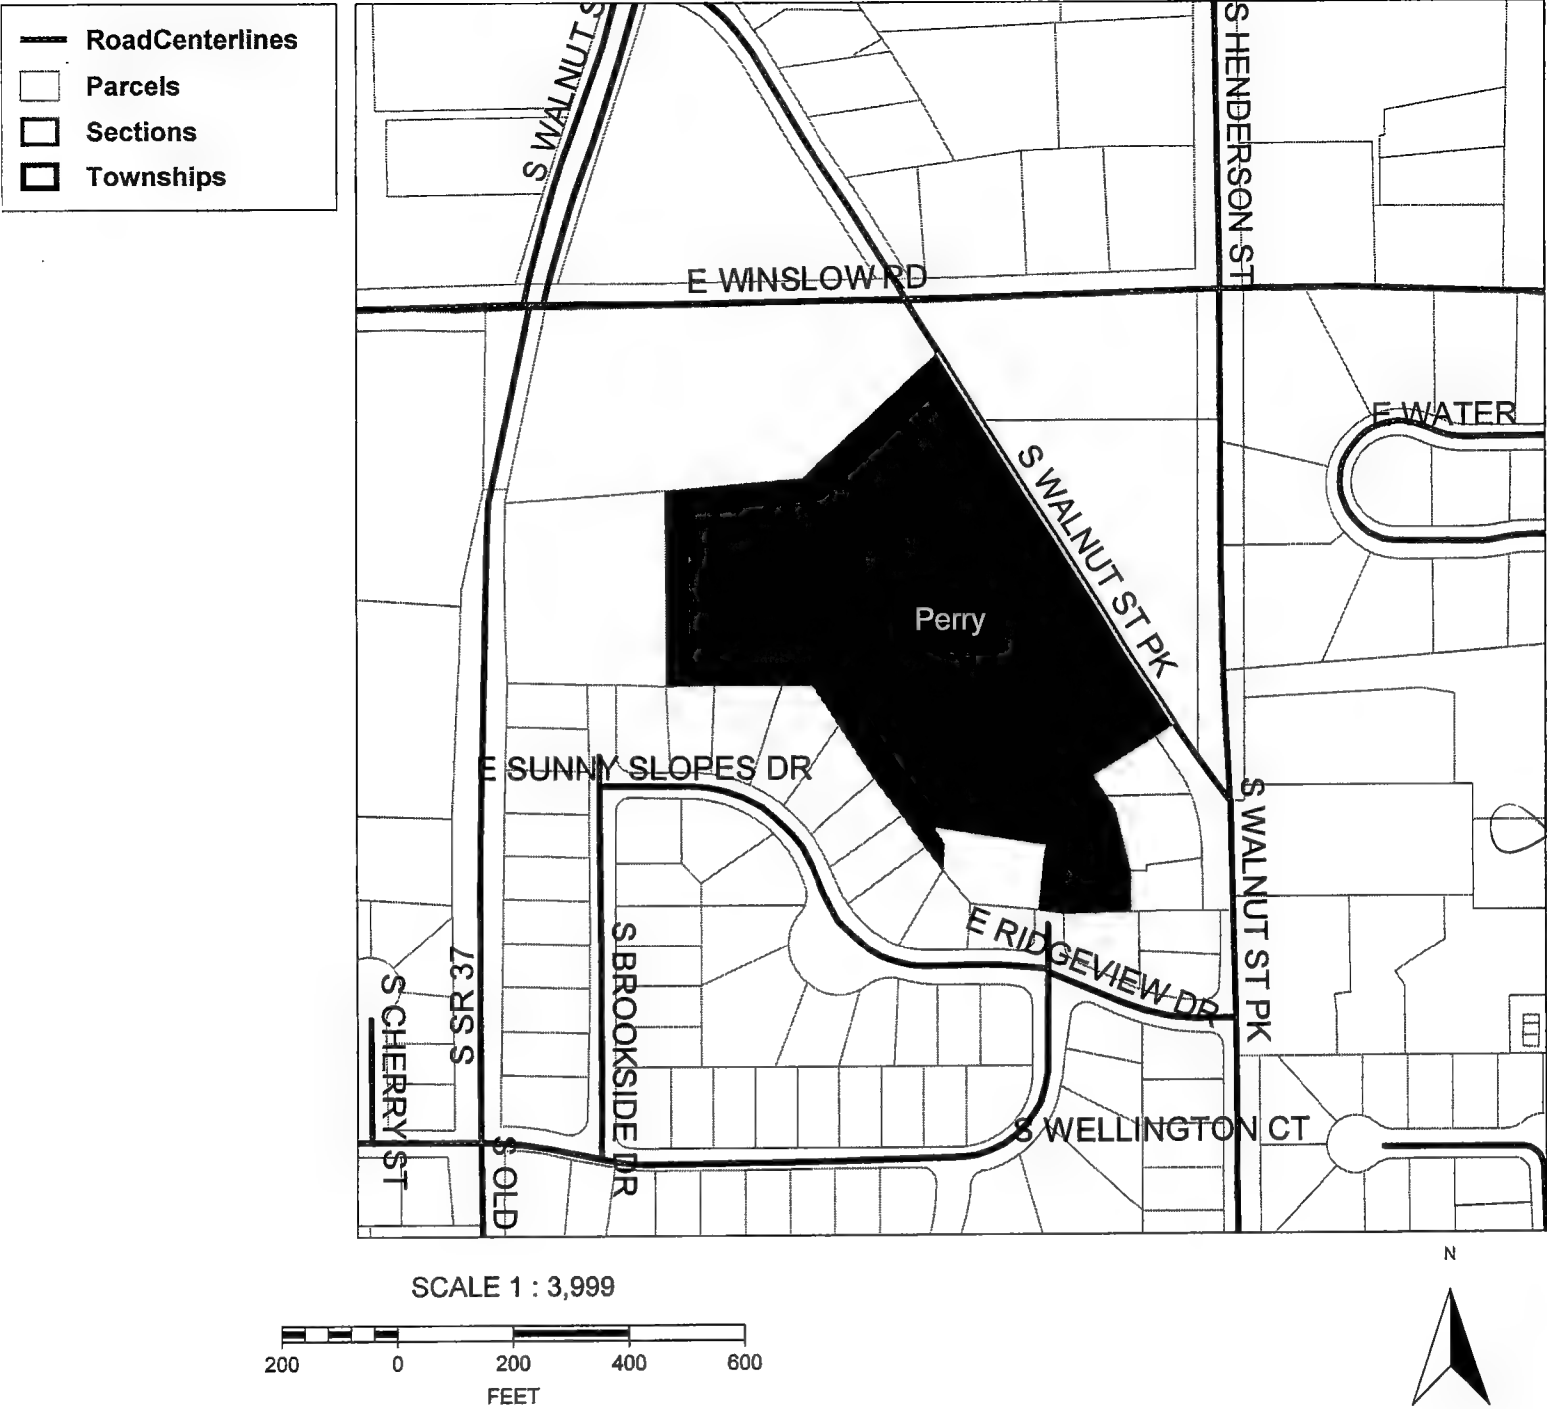 RoadCenterlines
Parcels
Sections
Townships
S WALNUT S
S HENDERSON ST
E WINSLOW RD
E WATER
S WALNUT ST PK
Perry
E SUNNY SLOPES DR
S WALNUT ST PK
E RIDGEVIEW DR
S BROOKSIDE DR
S SR 37
S CHERRY ST
S WELLINGTON CT
S OLD
SCALE 1 : 3,999
200 0 200 400 600
FEET
N